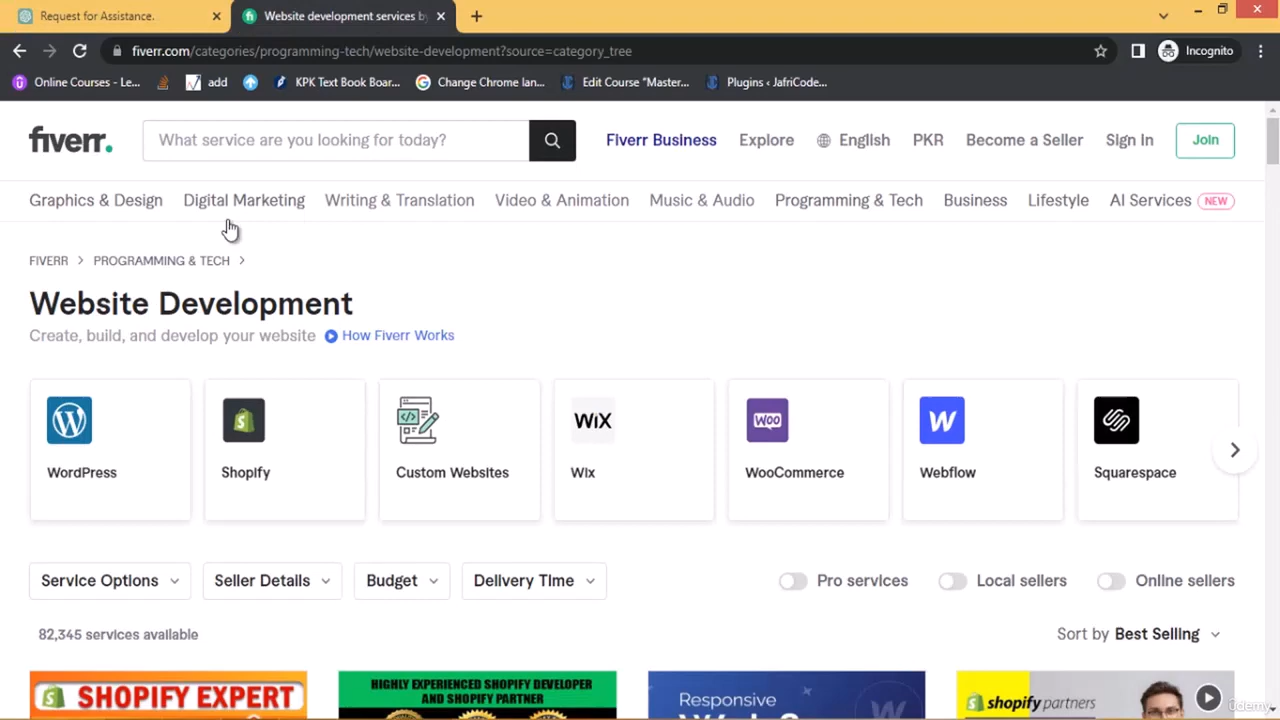 Request for Assistance.
Website development services by
fiverr.com/categories/programming-tech/website-development?source=category_tree
Incognito
Online Courses - Le...
add
KPK Text Book Boar...
Change Chrome lan...
Edit Course "Master...
Plugins ‹ JafriCode...
fiverr.
What service are you looking for today?
Fiverr Business
Explore
English
PKR
Become a Seller
Sign In
Join
Graphics & Design
Digital Marketing
Writing & Translation
Video & Animation
Music & Audio
Programming & Tech
Business
Lifestyle
AI Services NEW
FIVERR > PROGRAMMING & TECH >
Website Development
Create, build, and develop your website
How Fiverr Works
WiX
WOO
WordPress
Shopify
Custom Websites
Wix
WooCommerce
Webflow
Squarespace
Service Options
Seller Details
Budget
Delivery Time
Pro services
Local sellers
Online sellers
82,345 services available
Sort by Best Selling
SHOPIFY EXPERT
HIGHLY EXPERIENCED SHOPIFY DEVELOPER
AND SHOPIFY PARTNER
Responsive
shopify partners
ûdemy